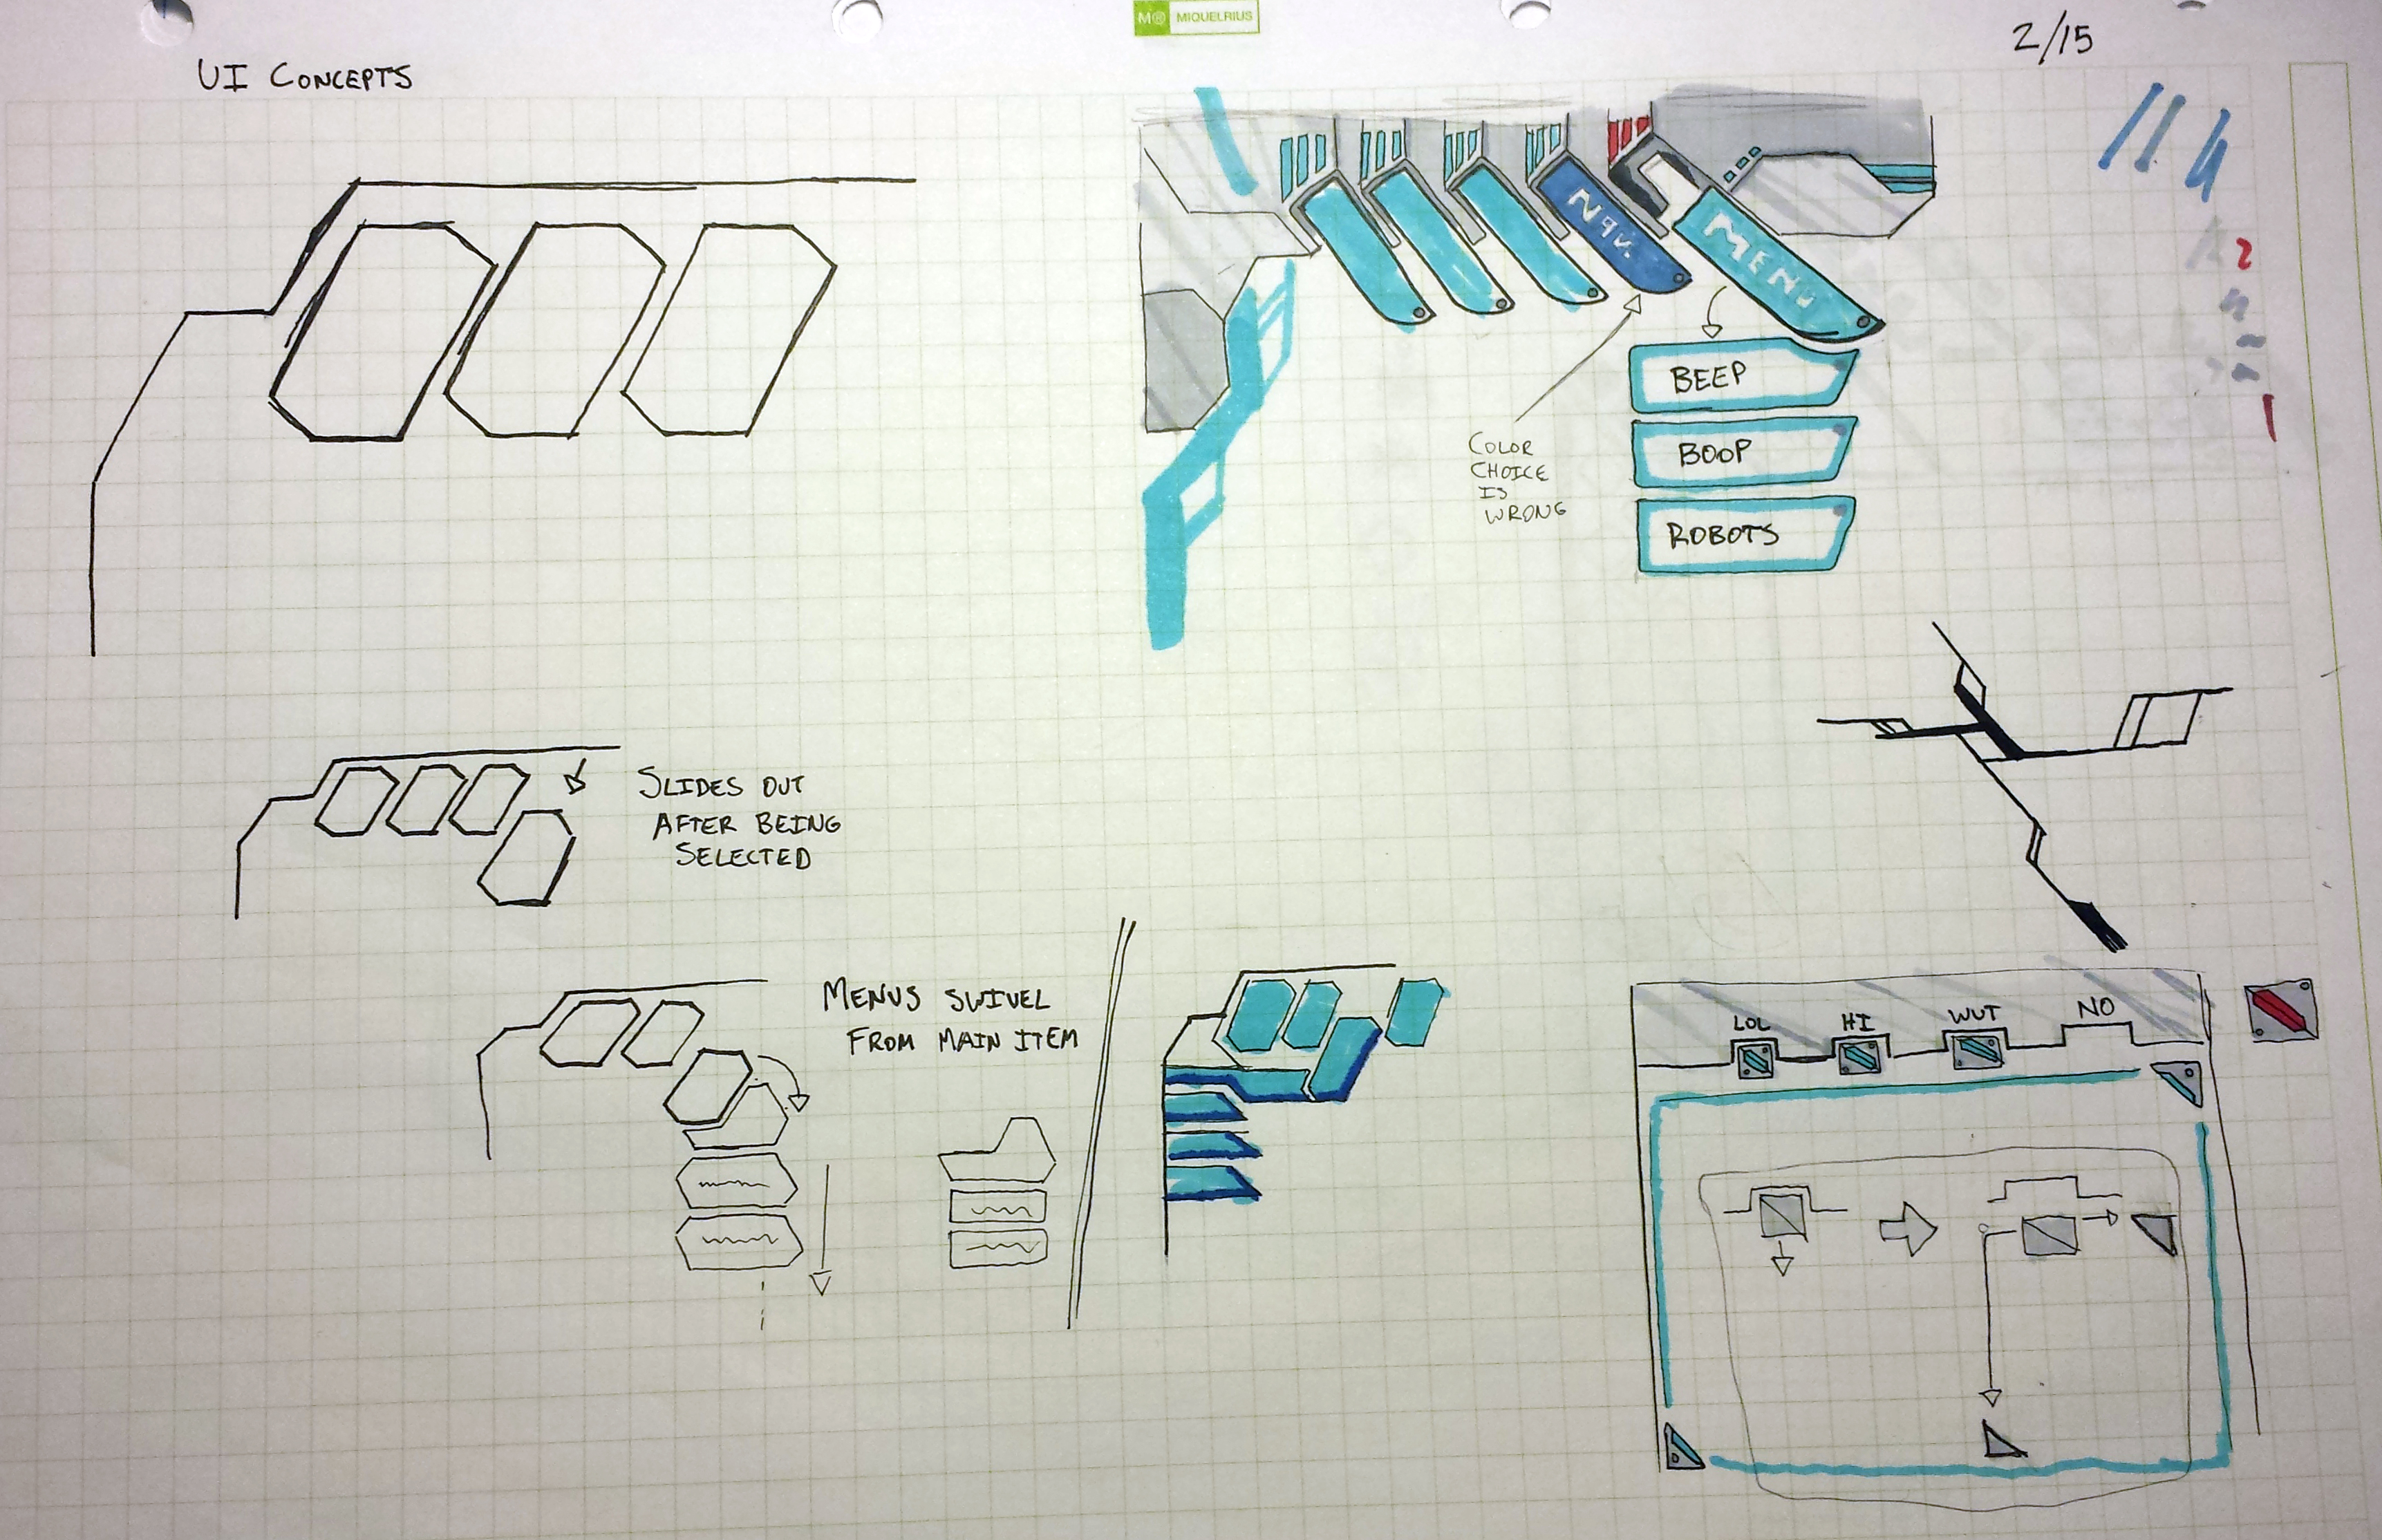 M® MIQUELRIUS
2/15
UI CONCEPTS
MENU
COLOR
CHOICE
IS
WRONG
BEEP
BOOP
ROBOTS
SLIDES OUT
AFTER BEING
SELECTED
MENUS SWIVEL
FROM MAIN ITEM
LOL HI WUT NO